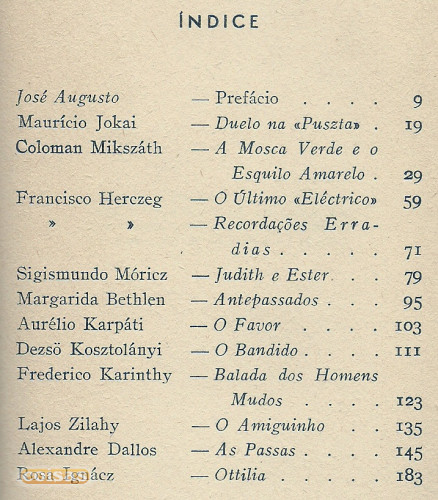 ÍNDICE
José Augusto — Prefácio . . . . 9
Maurício Jokai — Duelo na «Puszta» . 19
Coloman Mikszáth — A Mosca Verde e o
Esquilo Amarelo . 29
Francisco Herczeg — O Último «Eléctrico» 59
» » — Recordações Erra-
dias . . . . . 71
Sigismundo Móricz — Judith e Ester . . . 79
Margarida Bethlen — Antepassados . . . 95
Aurélio Karpáti — O Favor . . . . 103
Dezsö Kosztolányi — O Bandido . . . . 111
Frederico Karinthy — Balada dos Homens
Mudos . . . . 123
Lajos Zilahy — O Amiguinho . . . 135
Alexandre Dallos — As Passas . . . . 145
Rosa Ignácz — Ottilia . . . . . 183